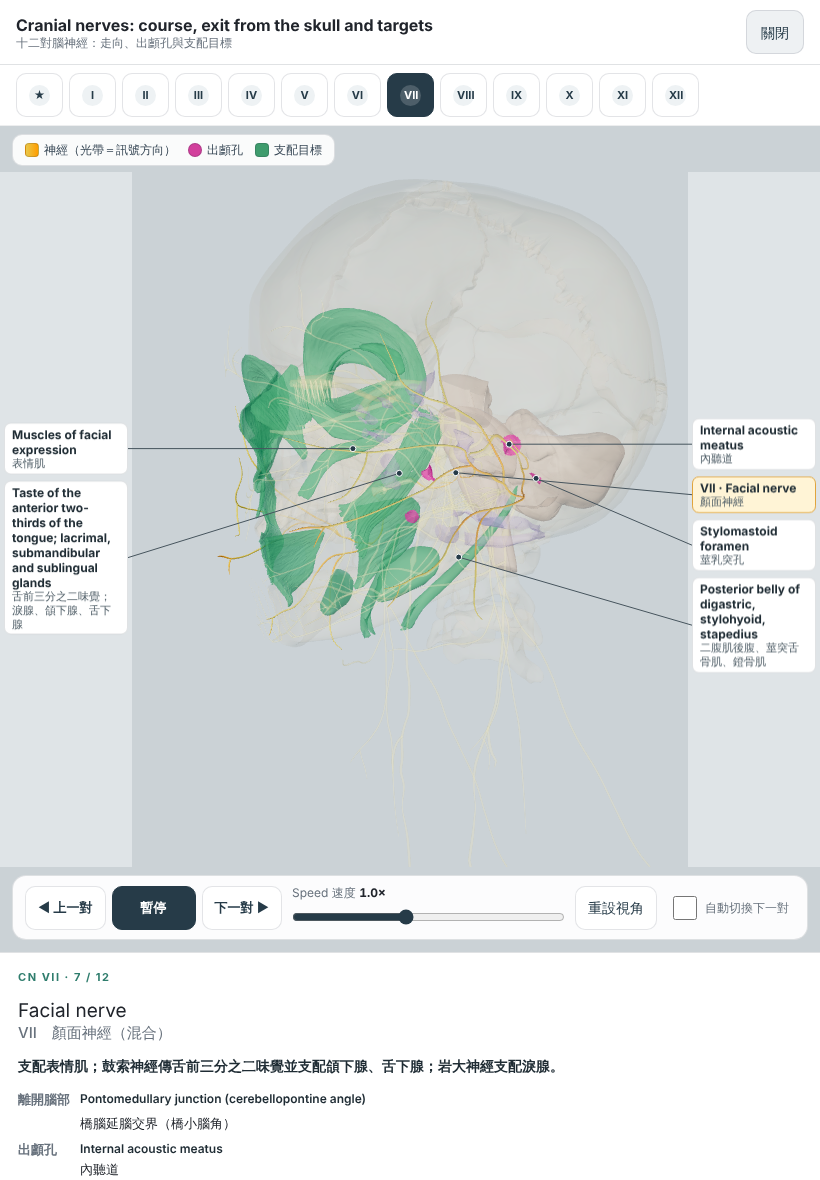 Cranial nerves: course, exit from the skull and targets
十二對腦神經：走向、出顱孔與支配目標
關閉
★
I
II
III
IV
V
VI
VII
VIII
IX
X
XI
XII
神經（光帶＝訊號方向）
出顱孔
支配目標
Muscles of facial
expression
表情肌
Taste of the
anterior two-
thirds of the
tongue; lacrimal,
submandibular
and sublingual
glands
舌前三分之二味覺；
淚腺、頜下腺、舌下
腺
Internal acoustic
meatus
內聽道
VII · Facial nerve
顏面神經
Stylomastoid
foramen
莖乳突孔
Posterior belly of
digastric,
stylohyoid,
stapedius
二腹肌後腹、莖突舌
骨肌、鐙骨肌
◀ 上一對
暫停
下一對 ▶
Speed 速度 1.0×
重設視角
自動切換下一對
CN VII · 7 / 12
Facial nerve
VII 顏面神經（混合）
支配表情肌；鼓索神經傳舌前三分之二味覺並支配頜下腺、舌下腺；岩大神經支配淚腺。
離開腦部 Pontomedullary junction (cerebellopontine angle)
橋腦延腦交界（橋小腦角）
出顱孔 Internal acoustic meatus
內聽道